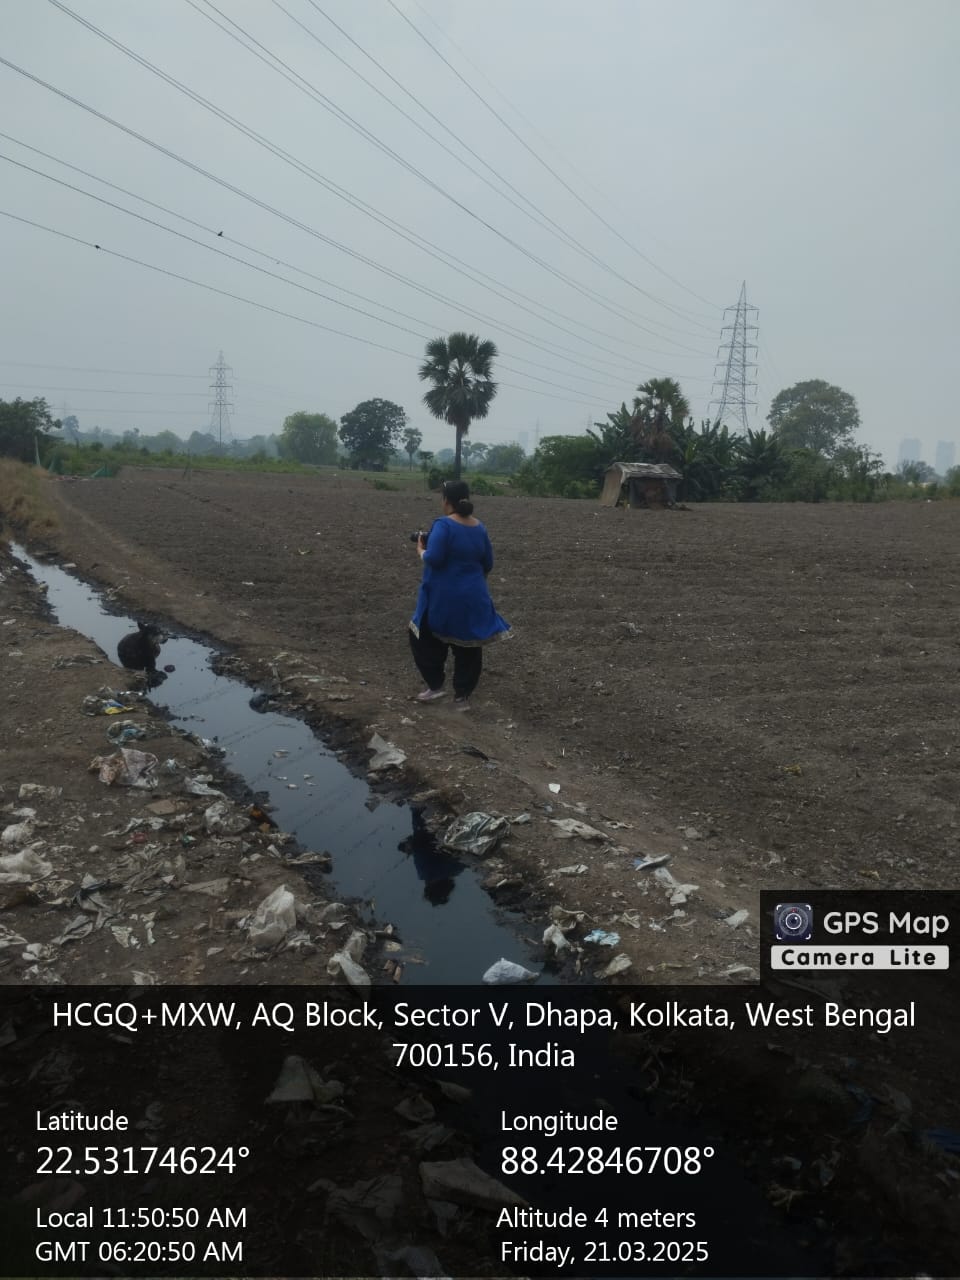 GPS Map
Camera Lite
HCGQ+MXW, AQ Block, Sector V, Dhapa, Kolkata, West Bengal
700156, India
Latitude
22.53174624°
Longitude
88.42846708°
Local 11:50:50 AM
GMT 06:20:50 AM
Altitude 4 meters
Friday, 21.03.2025